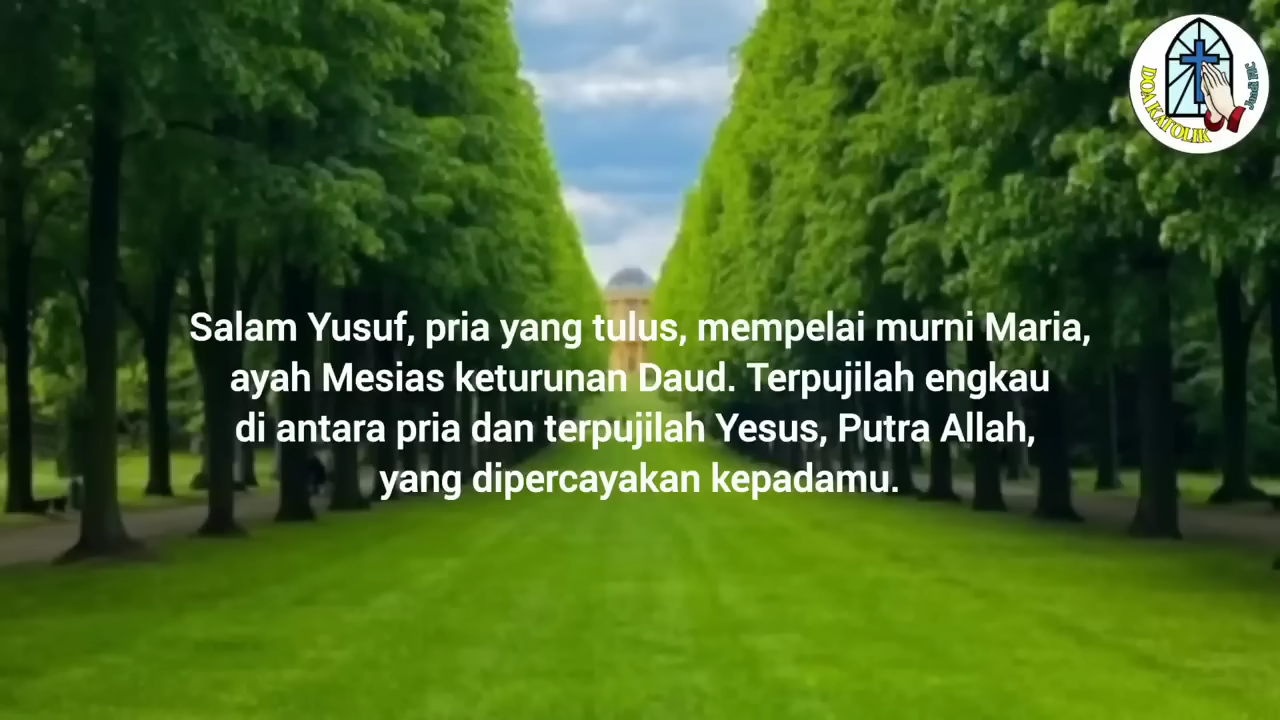 Salam Yusuf, pria yang tulus, mempelai murni Maria,
ayah Mesias keturunan Daud. Terpujilah engkau
di antara pria dan terpujilah Yesus, Putra Allah,
yang dipercayakan kepadamu.
DOA KATOLIK